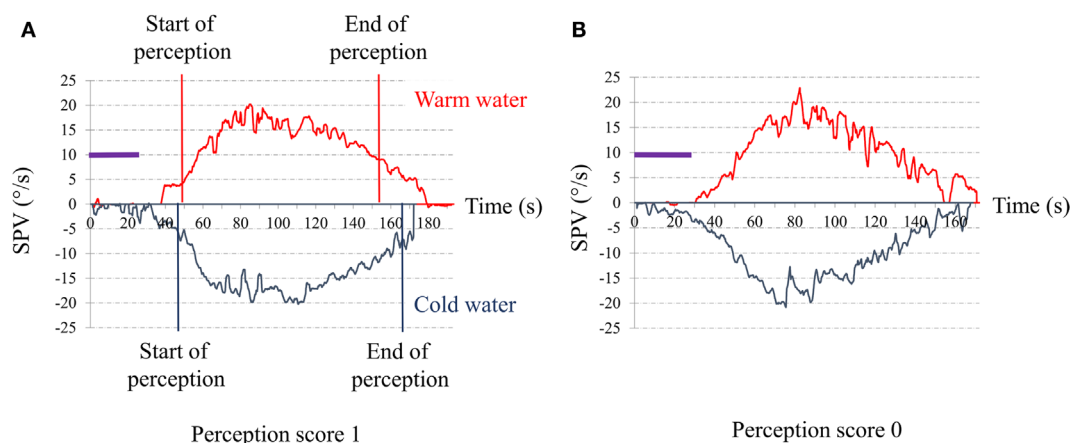 A
Start of
perception
End of
perception
25
20
15
10
5
0
-5
-10
-15
-20
-25
SPV (°/s)
Warm water
0 20 40 60 80 100 120 140 160 180
Time (s)
Cold water
Start of
perception
End of
perception
Perception score 1
B
25
20
15
10
5
0
-5
-10
-15
-20
-25
SPV (°/s)
0 20 40 60 80 100 120 140 160
Time (s)
Perception score 0